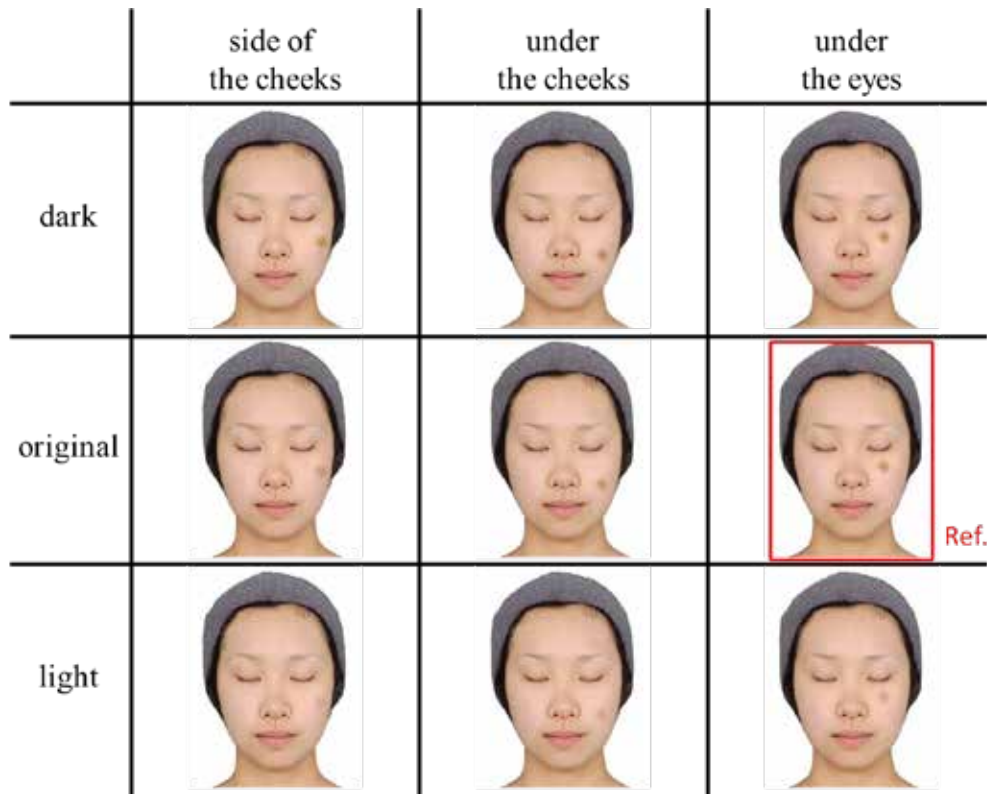 side of
the cheeks
under
the cheeks
under
the eyes
dark
original
Ref.
light